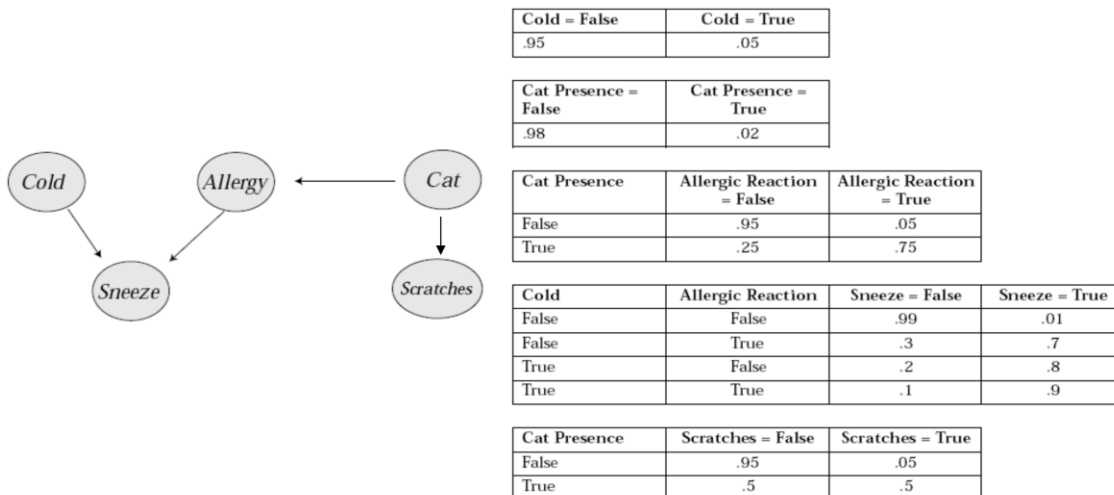 Cold = False Cold = True
.95 .05
Cat Presence = Cat Presence =
False True
.98 .02
Cold Allergy Cat
Sneeze Scratches
Cat Presence Allergic Reaction Allergic Reaction
= False = True
False .95 .05
True .25 .75
Cold Allergic Reaction Sneeze = False Sneeze = True
False False .99 .01
False True .3 .7
True False .2 .8
True True .1 .9
Cat Presence Scratches = False Scratches = True
False .95 .05
True .5 .5